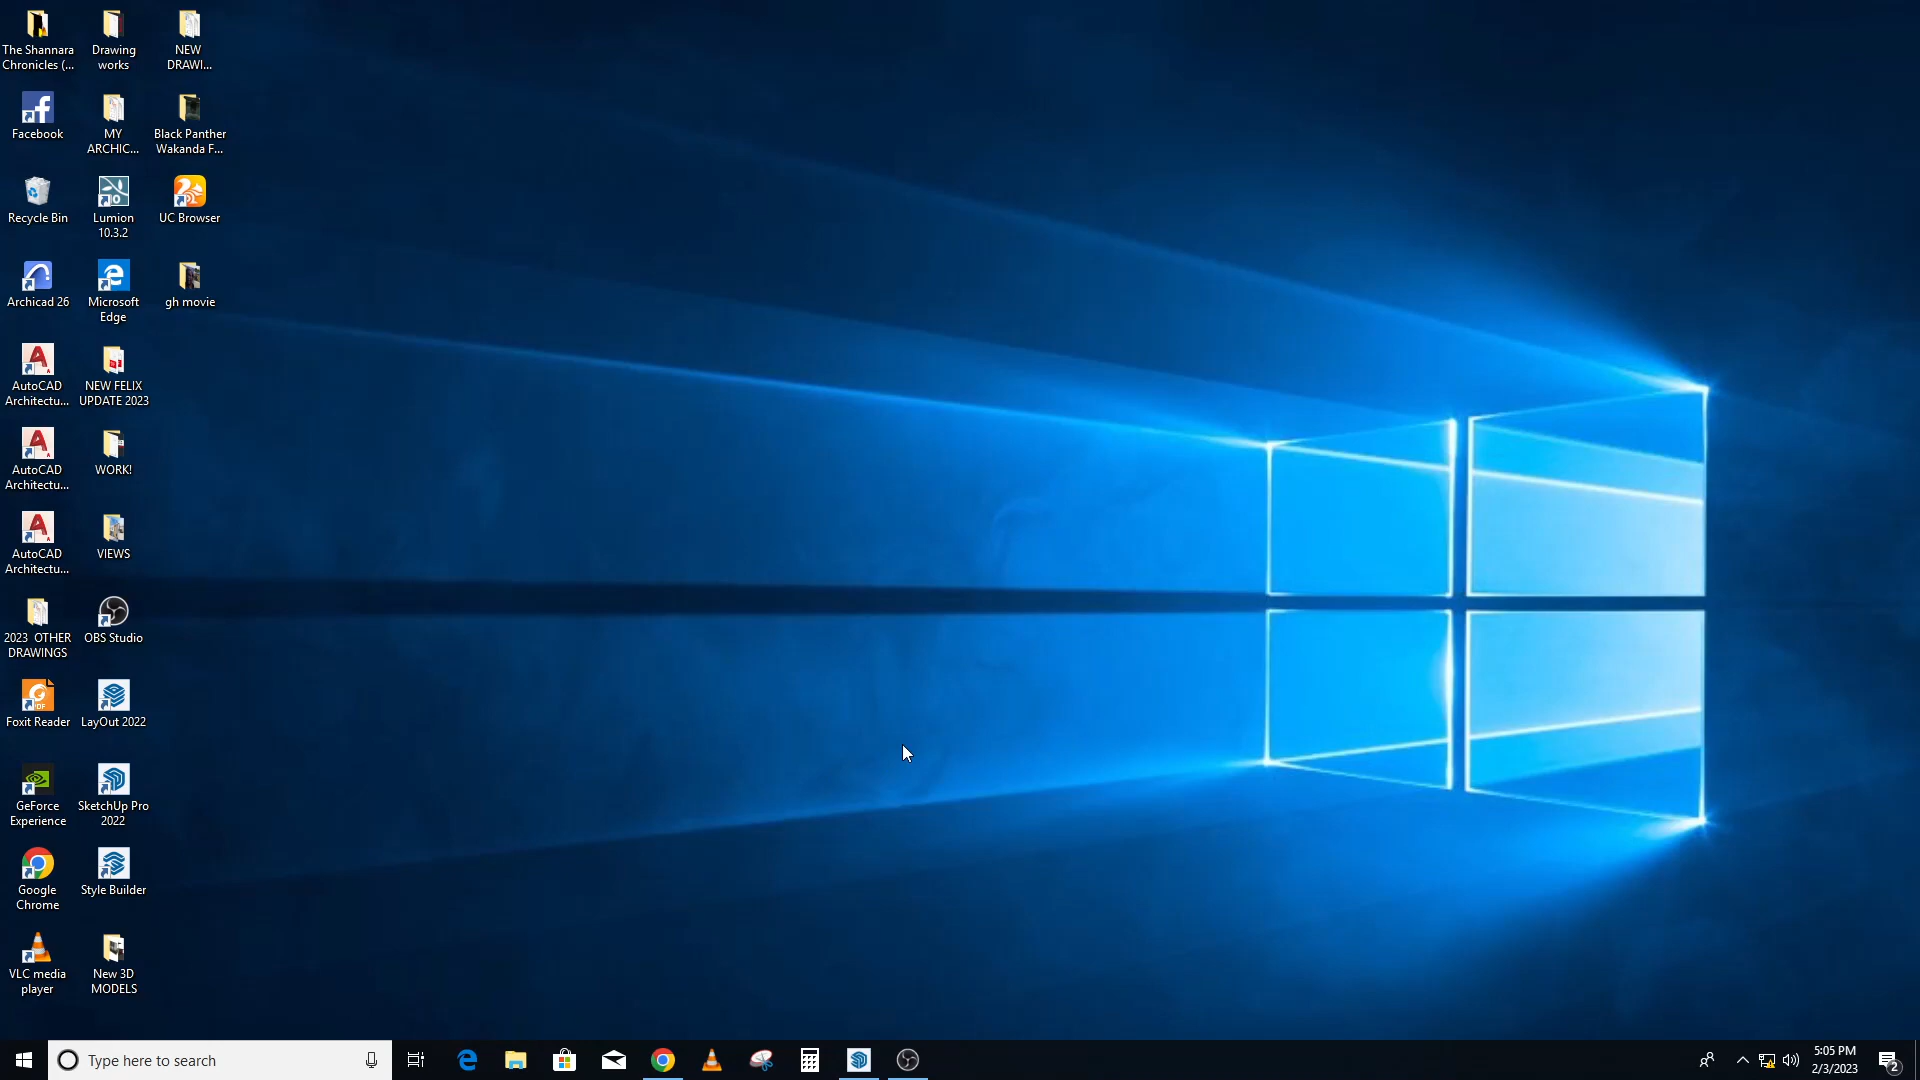 The Shannara
Chronicles (...
Drawing
works
NEW
DRAWI...
Facebook
MY
ARCHIC...
Black Panther
Wakanda F...
Recycle Bin
Lumion
10.3.2
UC Browser
Archicad 26
Microsoft
Edge
gh movie
AutoCAD
Architectu...
NEW FELIX
UPDATE 2023
AutoCAD
Architectu...
WORK!
AutoCAD
Architectu...
VIEWS
2023 OTHER
DRAWINGS
OBS Studio
Foxit Reader
LayOut 2022
GeForce
Experience
SketchUp Pro
2022
Google
Chrome
Style Builder
VLC media
player
New 3D
MODELS
Type here to search
5:05 PM
2/3/2023
2